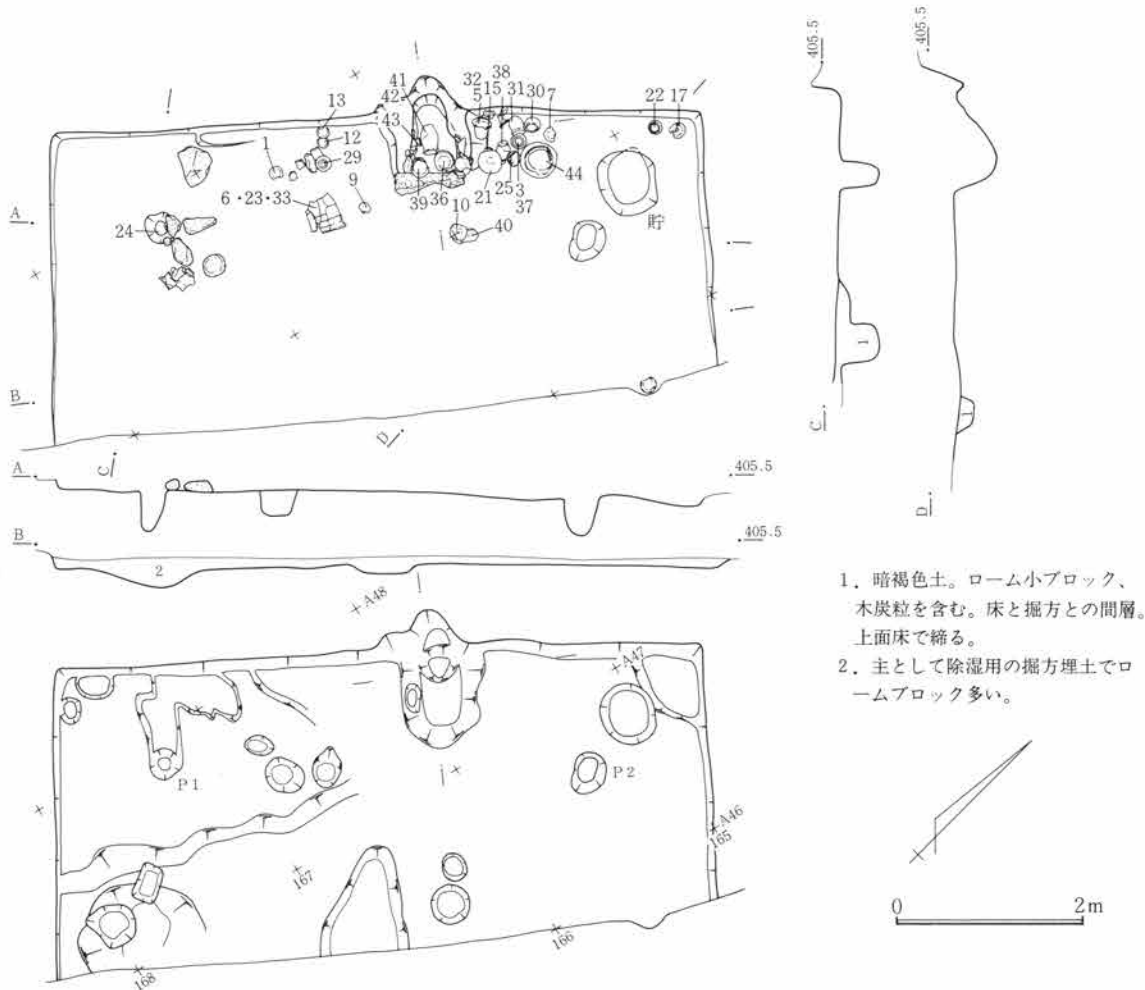 405.5
405.5
41
42
43
32
5
15
38
31
30
7
22
17
13
12
1
29
9
6・23・33
39
36
21
25
3
37
44
10
40
24
貯
A
B
C
D
1
1
C
D
A
405.5
B
405.5
2
1. 暗褐色土。ローム小ブロック、
木炭粒を含む。床と掘方との間層。
上面床で締る。
2. 主として除湿用の掘方埋土でロ
ームブロック多い。
A48
A47
P1
P2
A46
165
167
166
168
0 2m